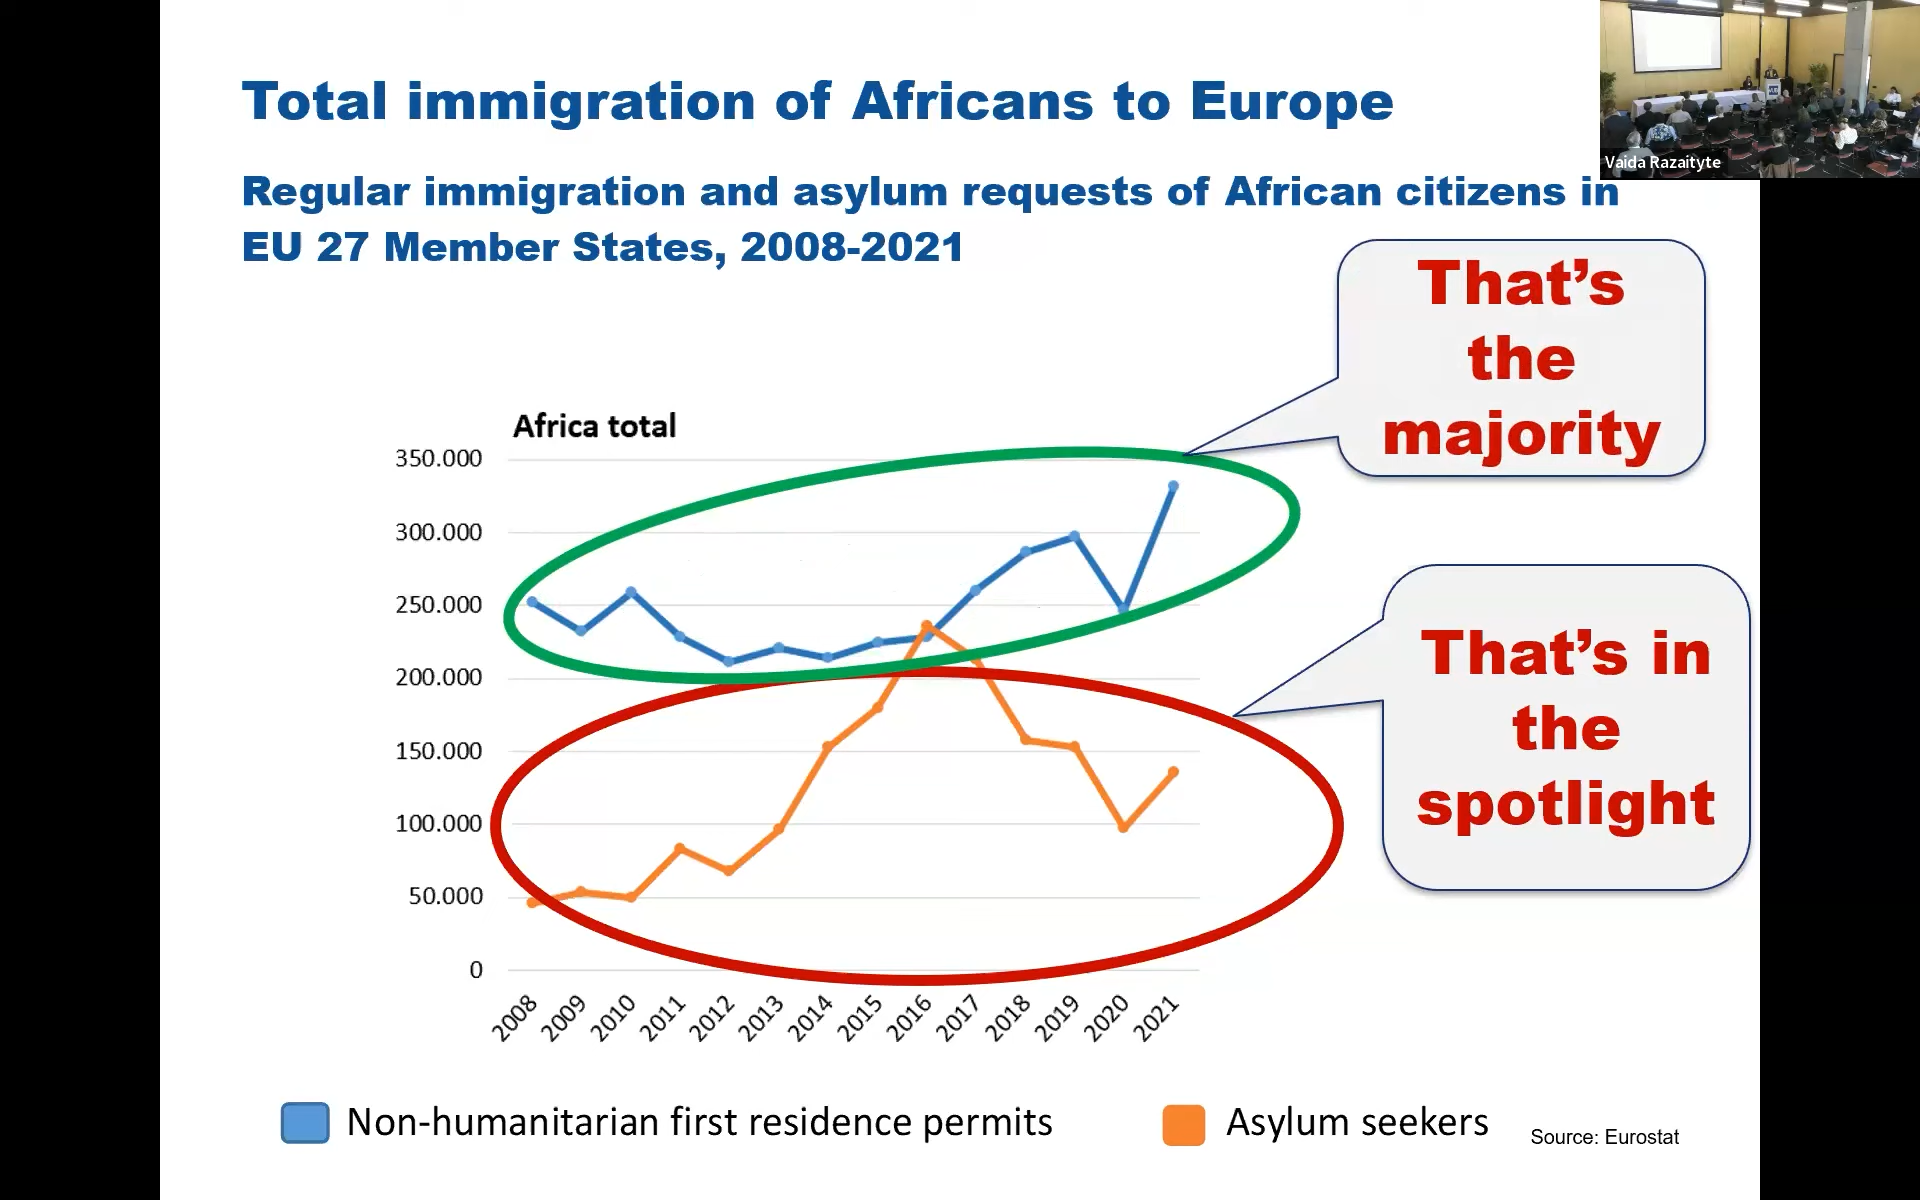 Total immigration of Africans to Europe
Vaida Razaityte
Regular immigration and asylum requests of African citizens in
EU 27 Member States, 2008-2021
That's
the
majority
Africa total
350.000
300.000
250.000
200.000
150.000
100.000
50.000
0
That's in
the
spotlight
2008
2009
2010
2011
2012
2013
2014
2015
2016
2017
2018
2019
2020
2021
Non-humanitarian first residence permits
Asylum seekers
Source: Eurostat